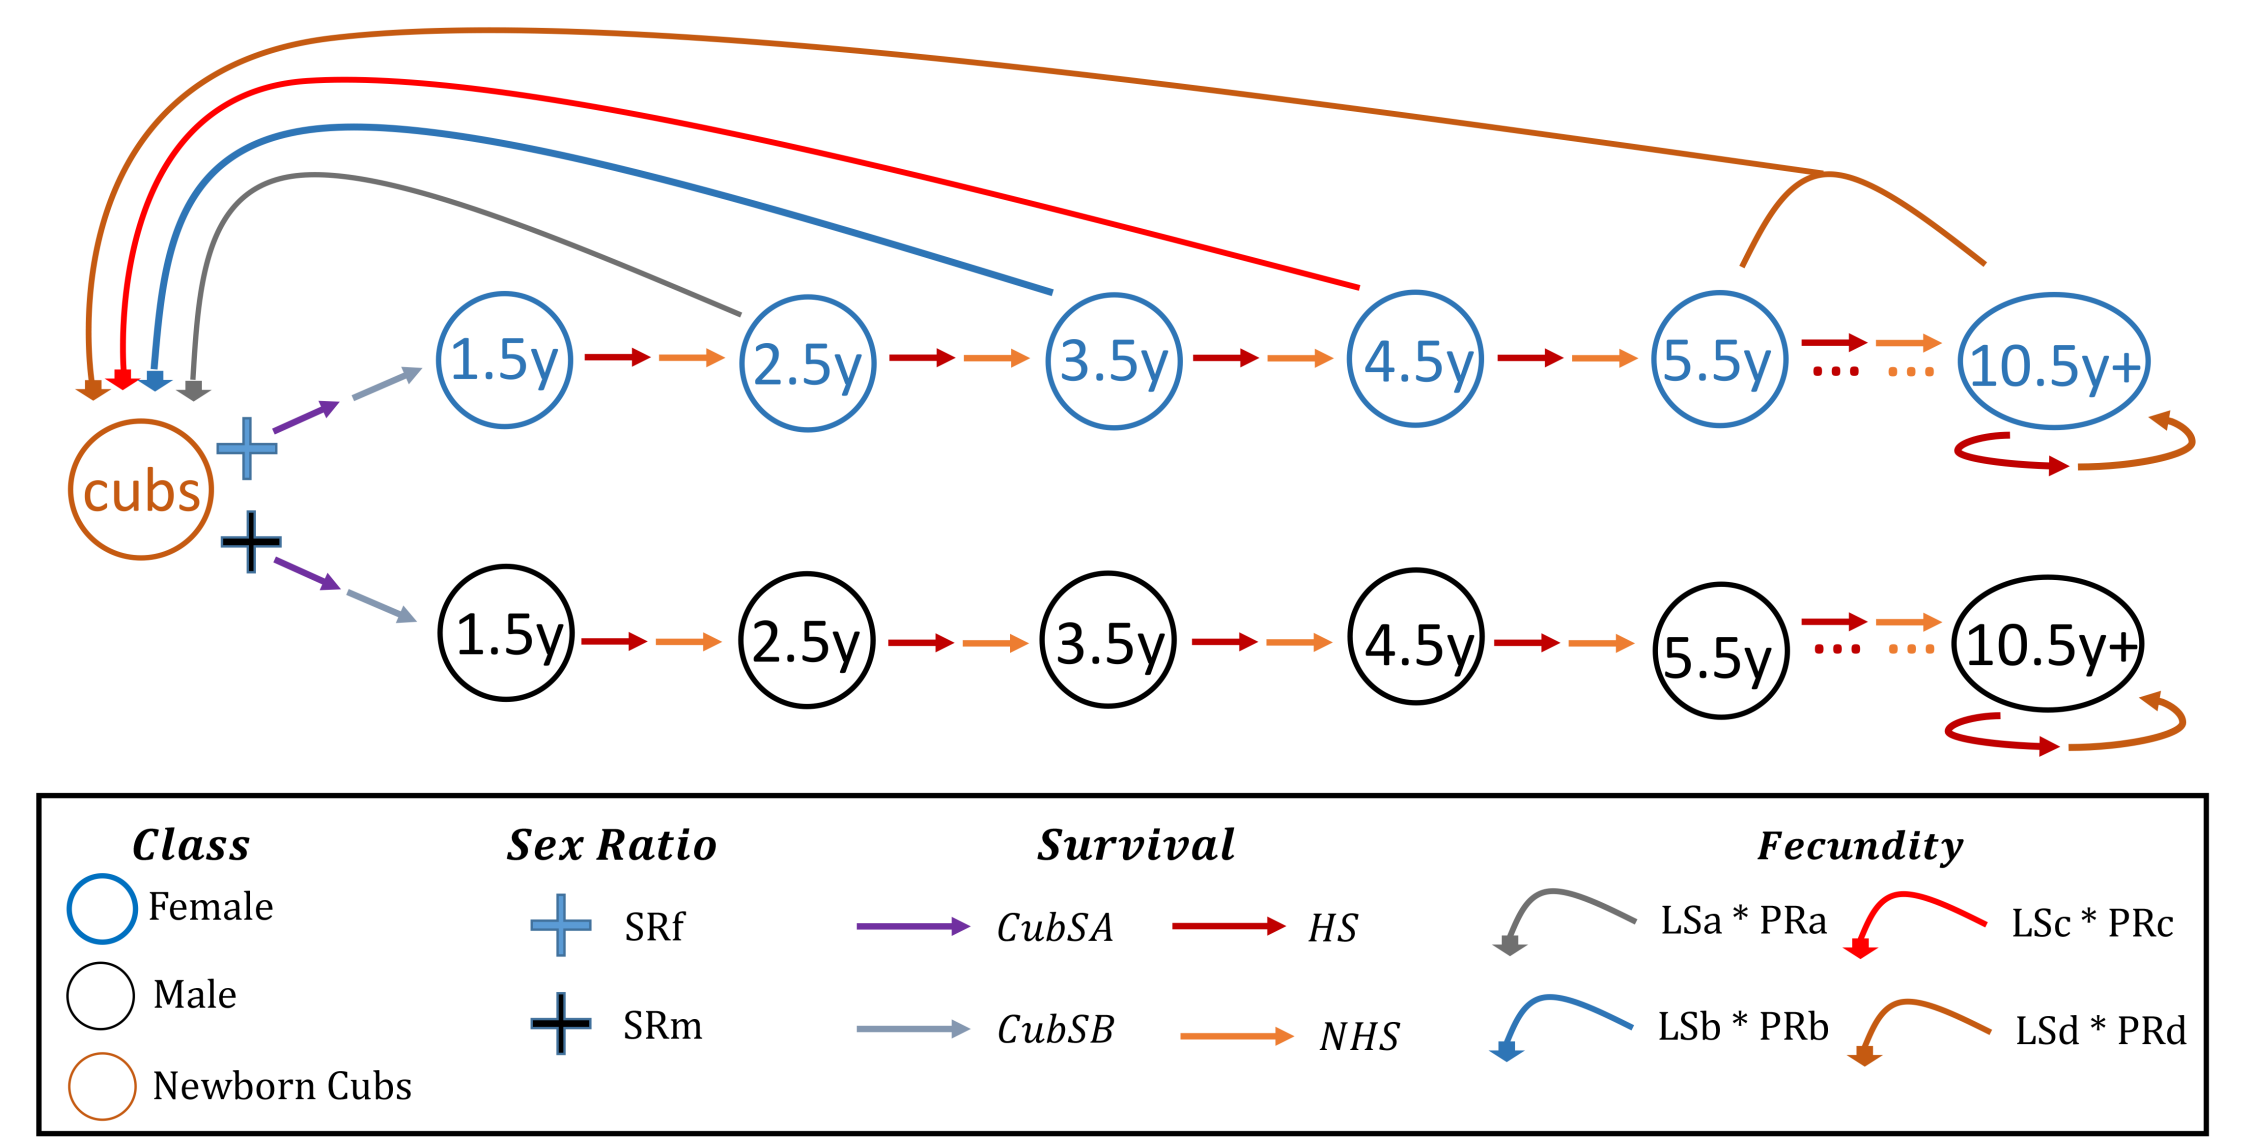 1.5y 2.5y 3.5y 4.5y 5.5y 10.5y+
cubs
1.5y 2.5y 3.5y 4.5y 5.5y 10.5y+
Class Sex Ratio Survival Fecundity
Female SRf CubSA HS LSa * PRa LSc * PRc
Male SRm CubSB NHS LSb * PRb LSd * PRd
Newborn Cubs